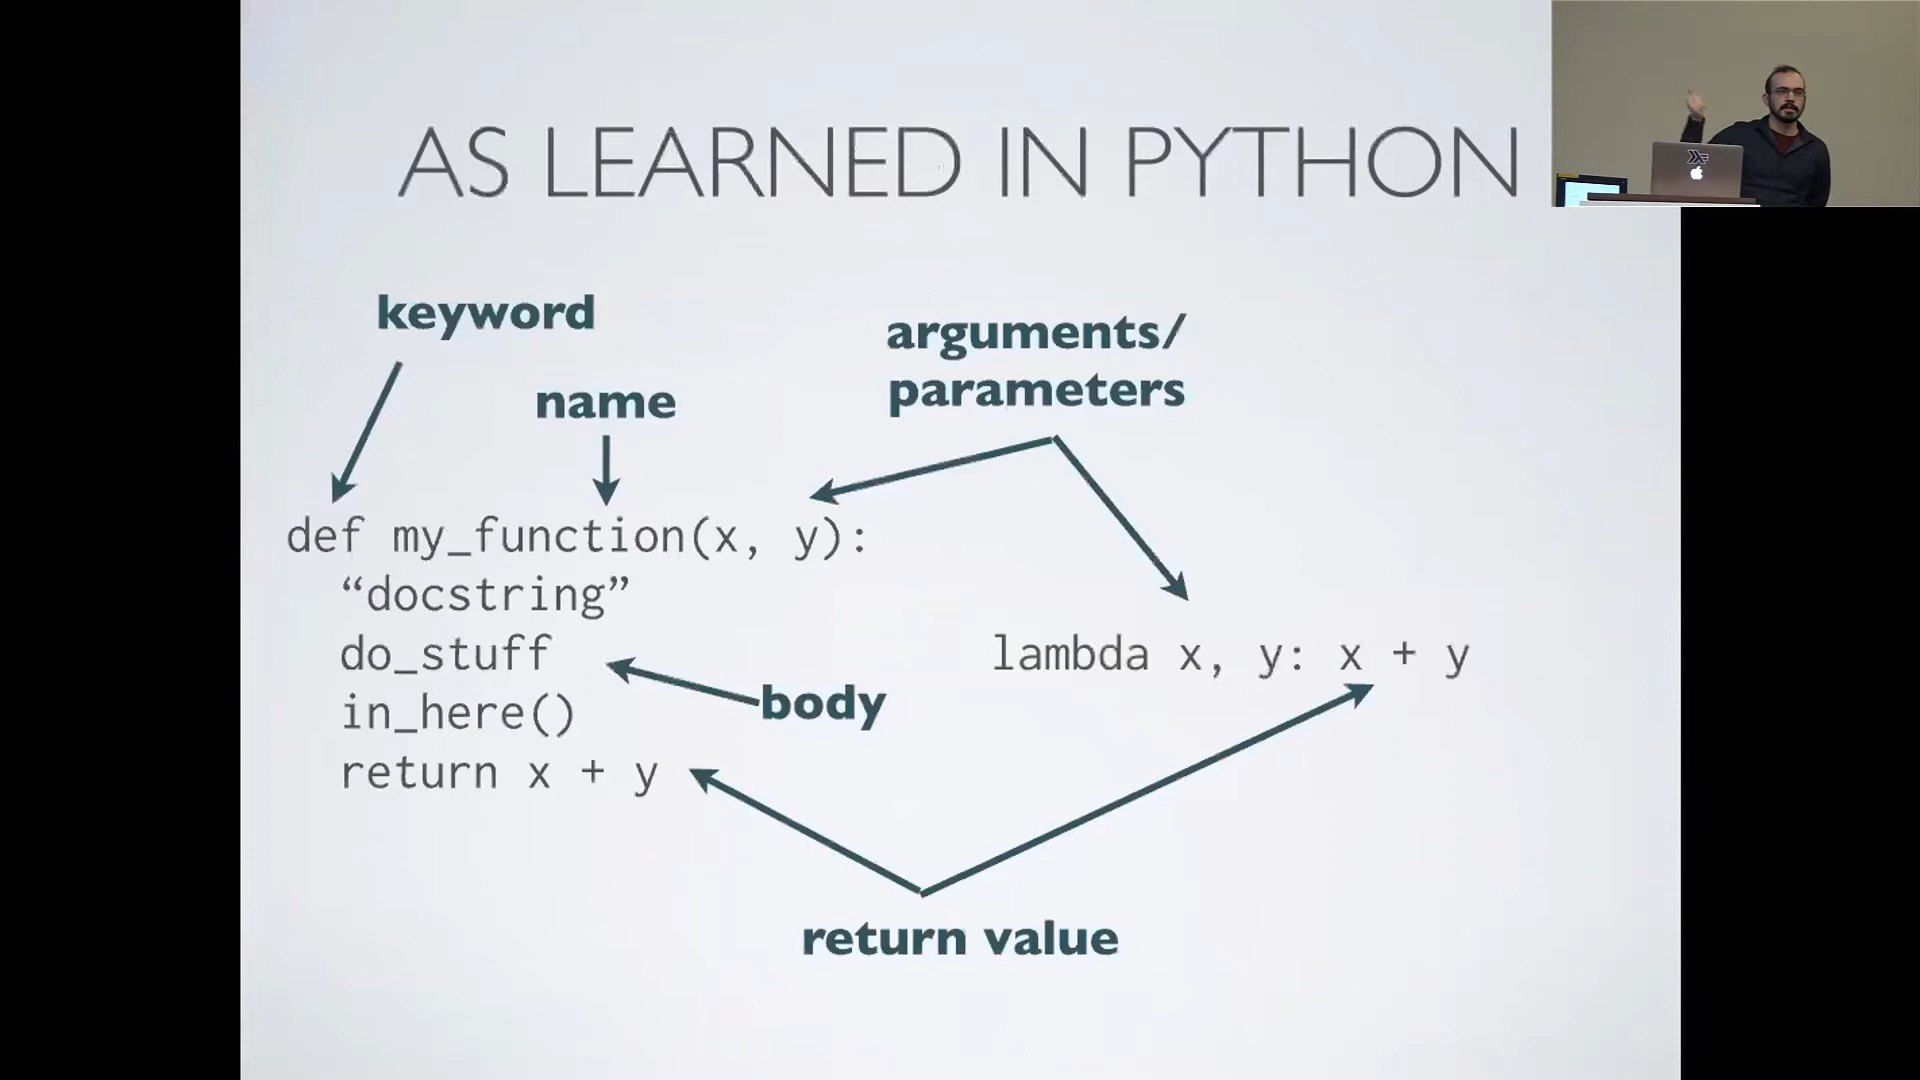 AS LEARNED IN PYTHON
keyword
arguments/
parameters
name
def my_function(x, y):
“docstring”
do_stuff
lambda x, y: x + y
body
in_here()
return x + y
return value